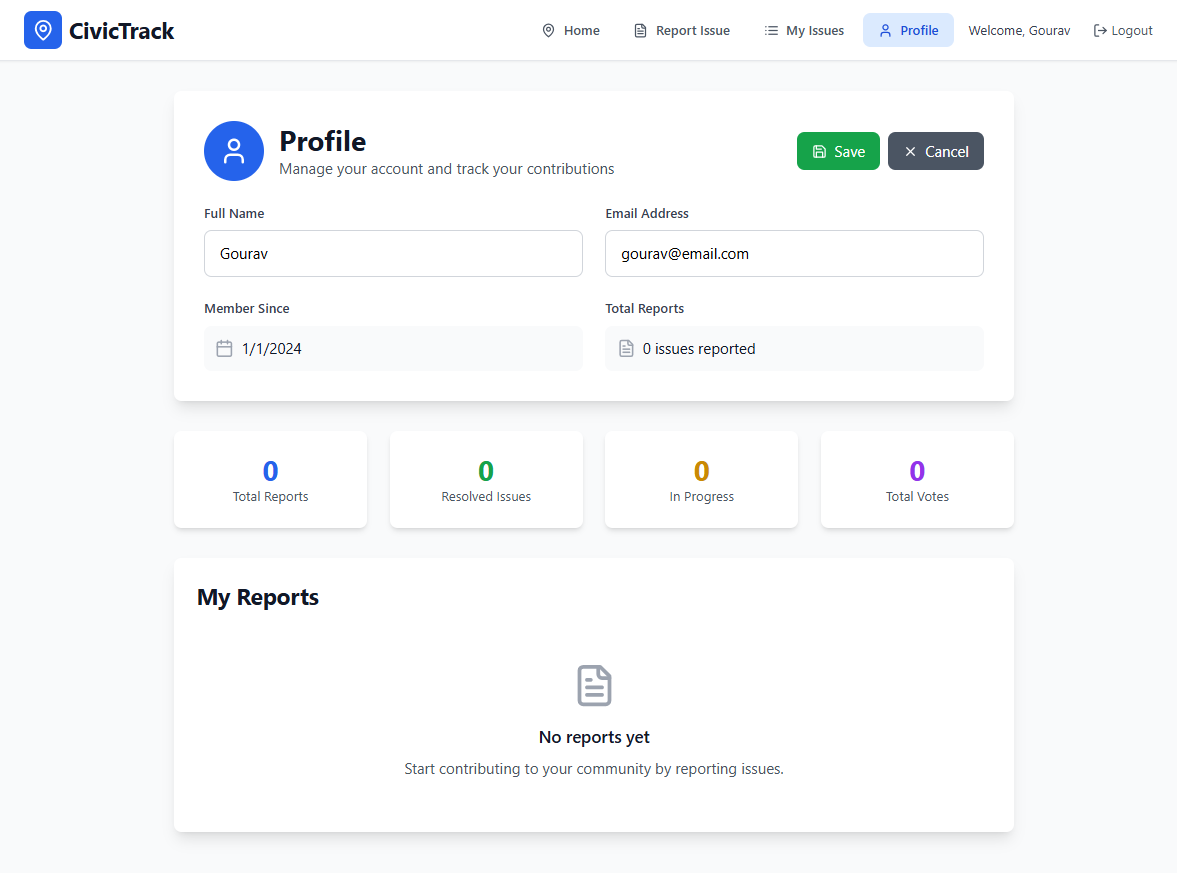 CivicTrack
Home
Report Issue
My Issues
Profile
Welcome, Gourav
Logout
Profile
Manage your account and track your contributions
Save
Cancel
Full Name
Email Address
Gourav
gourav@email.com
Member Since
Total Reports
1/1/2024
0 issues reported
0
Total Reports
0
Resolved Issues
0
In Progress
0
Total Votes
My Reports
No reports yet
Start contributing to your community by reporting issues.